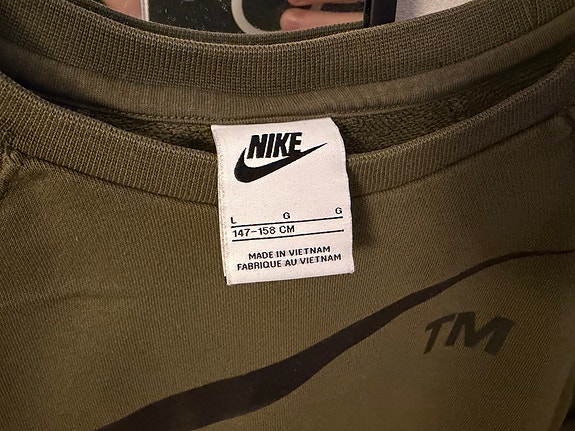 NIKE
L G G
147-158 CM
MADE IN VIETNAM
FABRIQUE AU VIETNAM
TM